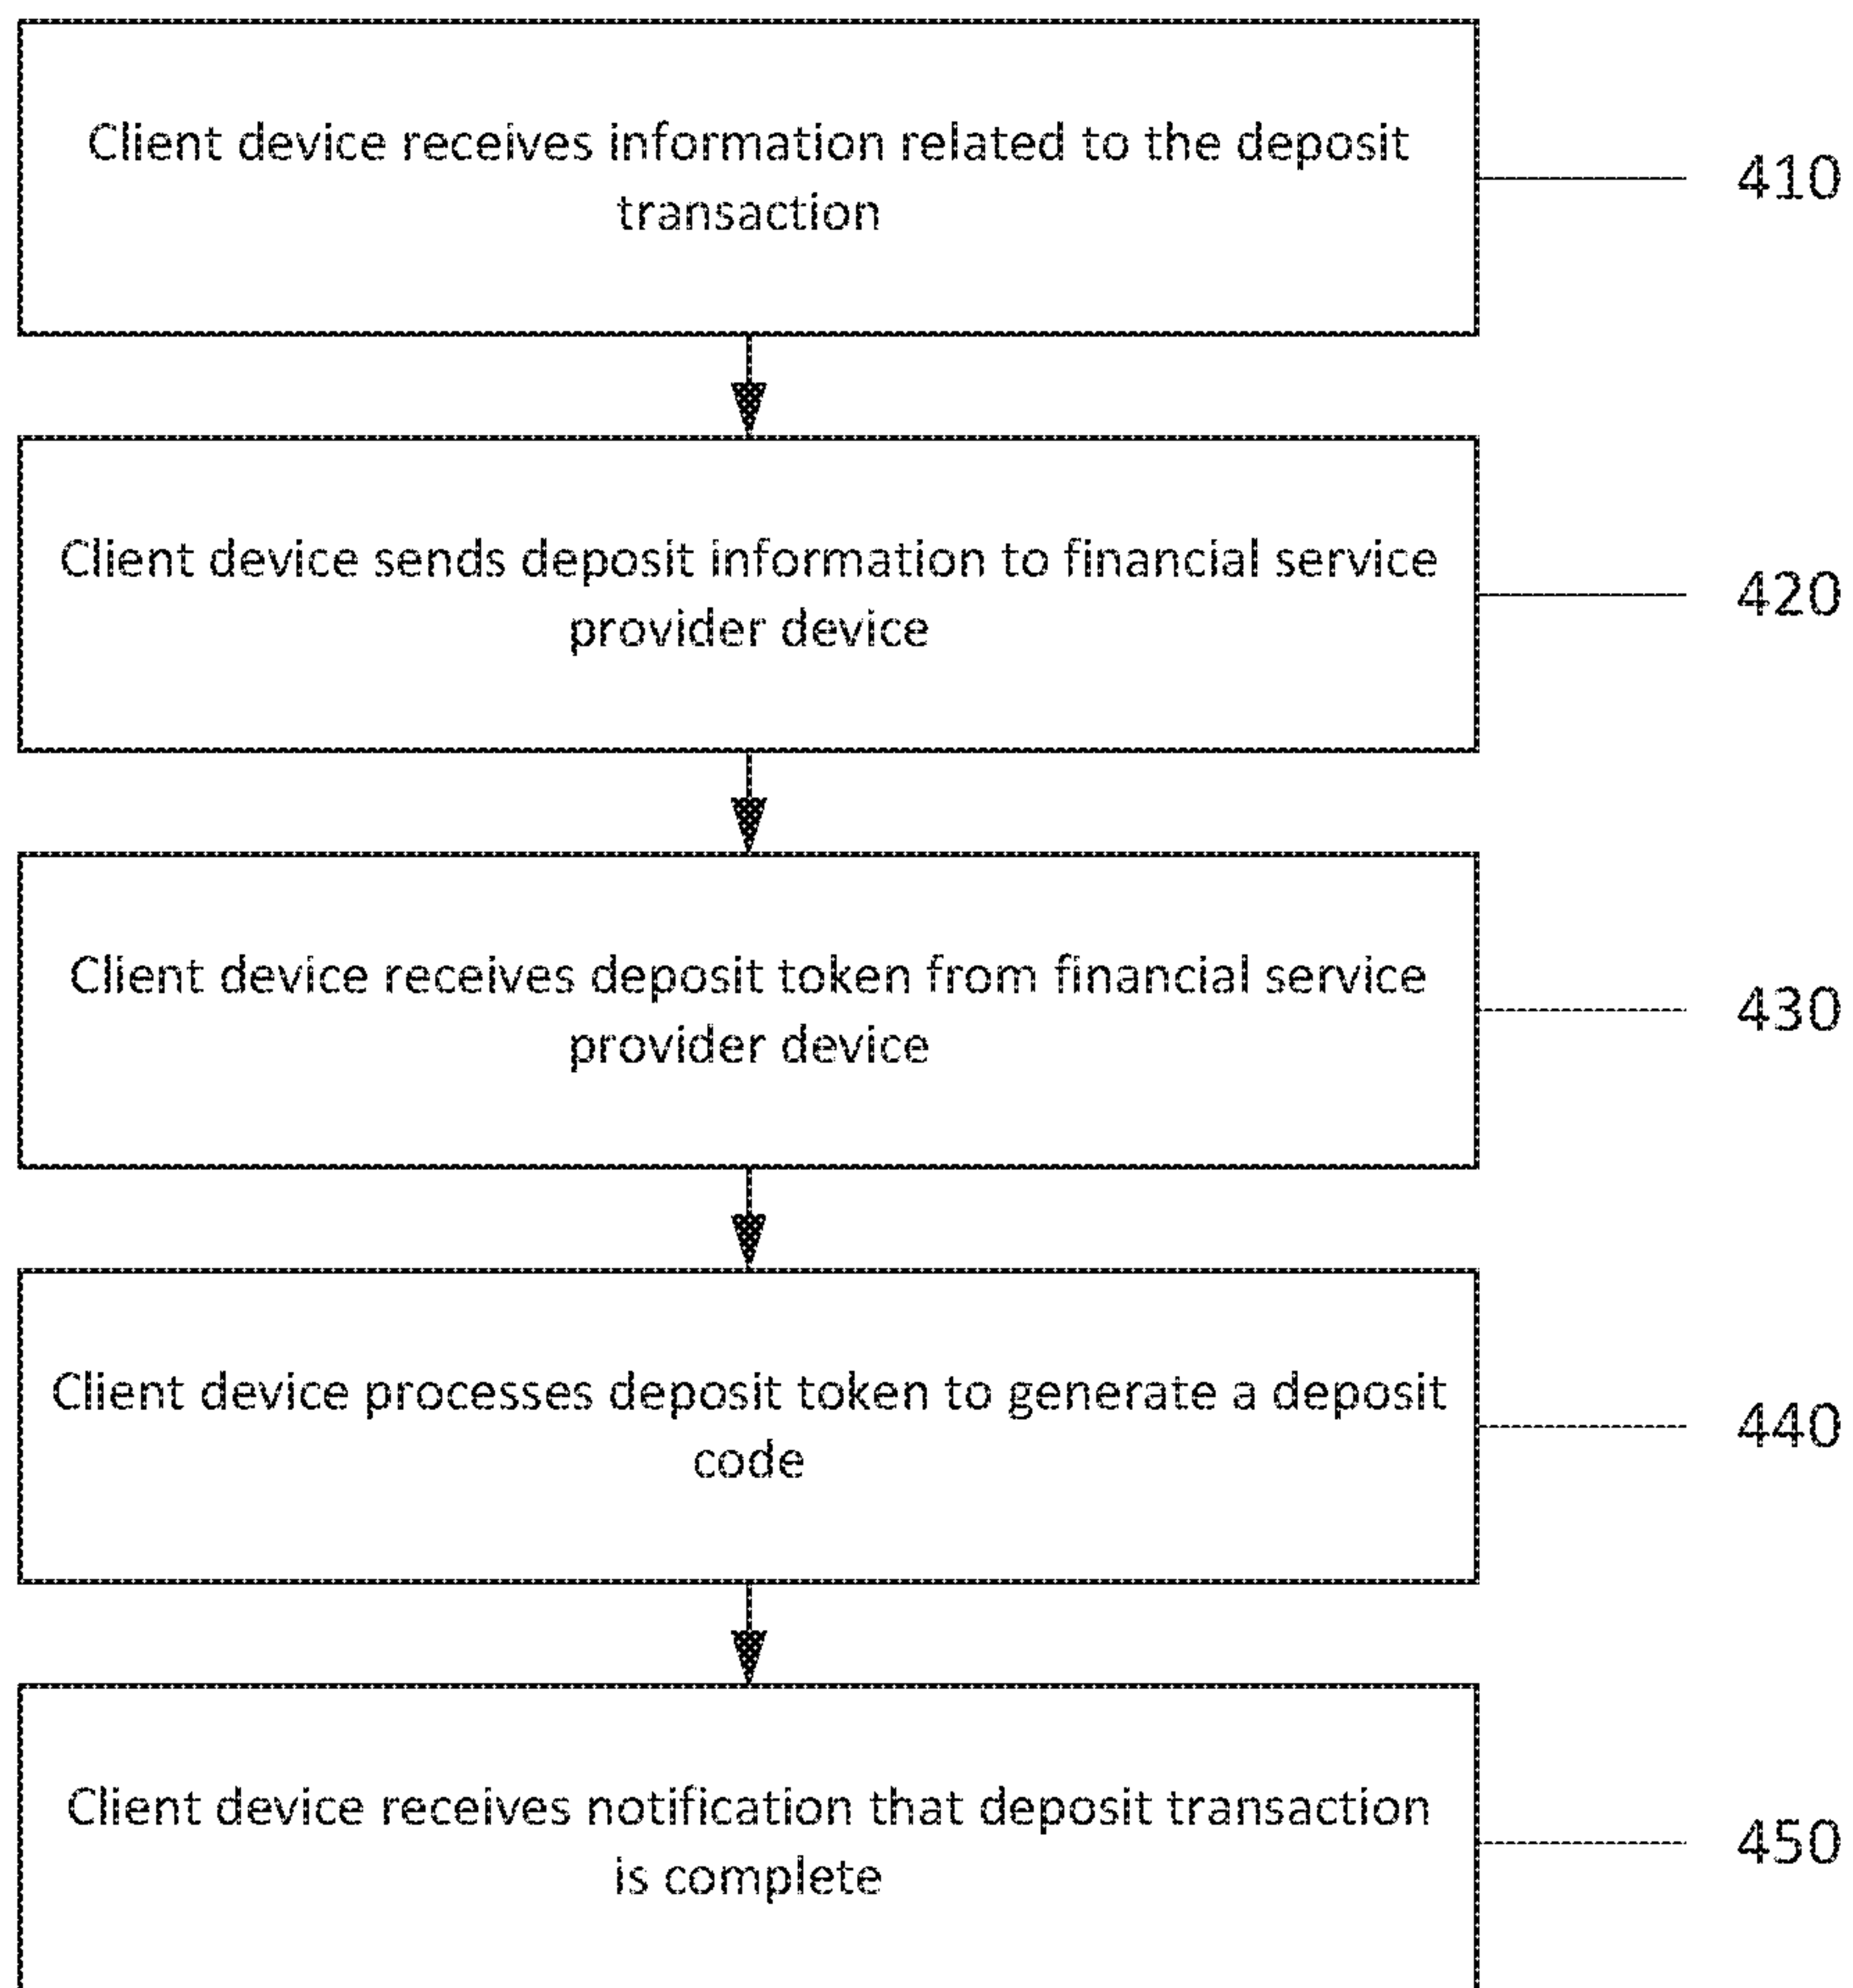 Client device receives information related to the deposit
transaction
410
Client device sends deposit information to financial service
provider device
420
Client device receives deposit token from financial service
provider device
430
Client device processes deposit token to generate a deposit
code
440
Client device receives notification that deposit transaction
is complete
450